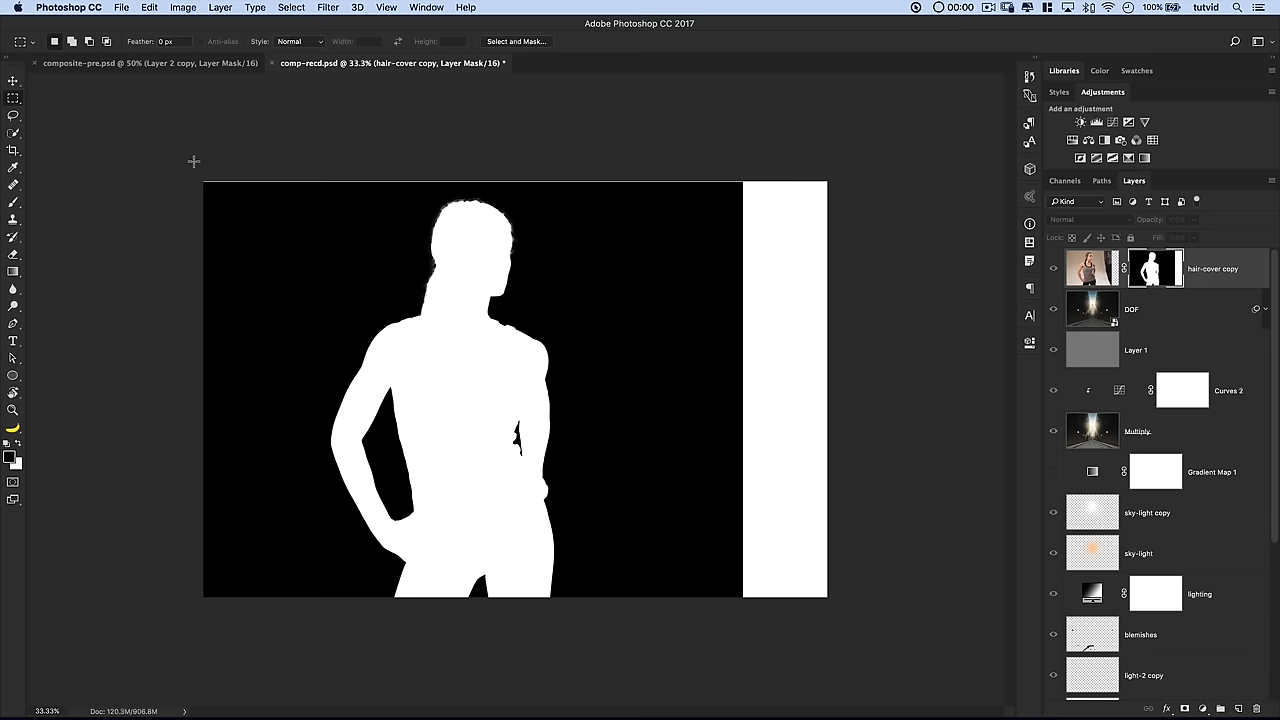 Photoshop CC File Edit Image Layer Type Select Filter 3D View Window Help 00:00 100% tutvid
Adobe Photoshop CC 2017
Feather: 0 px Anti-alias Style: Normal Width: Height: Select and Mask...
composite-pre.psd @ 50% (Layer 2 copy, Layer Mask/16) comp-recd.psd @ 33.3% (hair-cover copy, Layer Mask/16) *
Libraries Color Swatches
Styles Adjustments
Add an adjustment
Channels Paths Layers
Kind
Normal Opacity: 100%
Lock: Fill: 100%
hair-cover copy
DOF
Layer 1
Curves 2
Multiply.
Gradient Map 1
sky-light copy
sky-light
lighting
blemishes
light-2 copy
33.33% Doc: 120.3M/906.8M